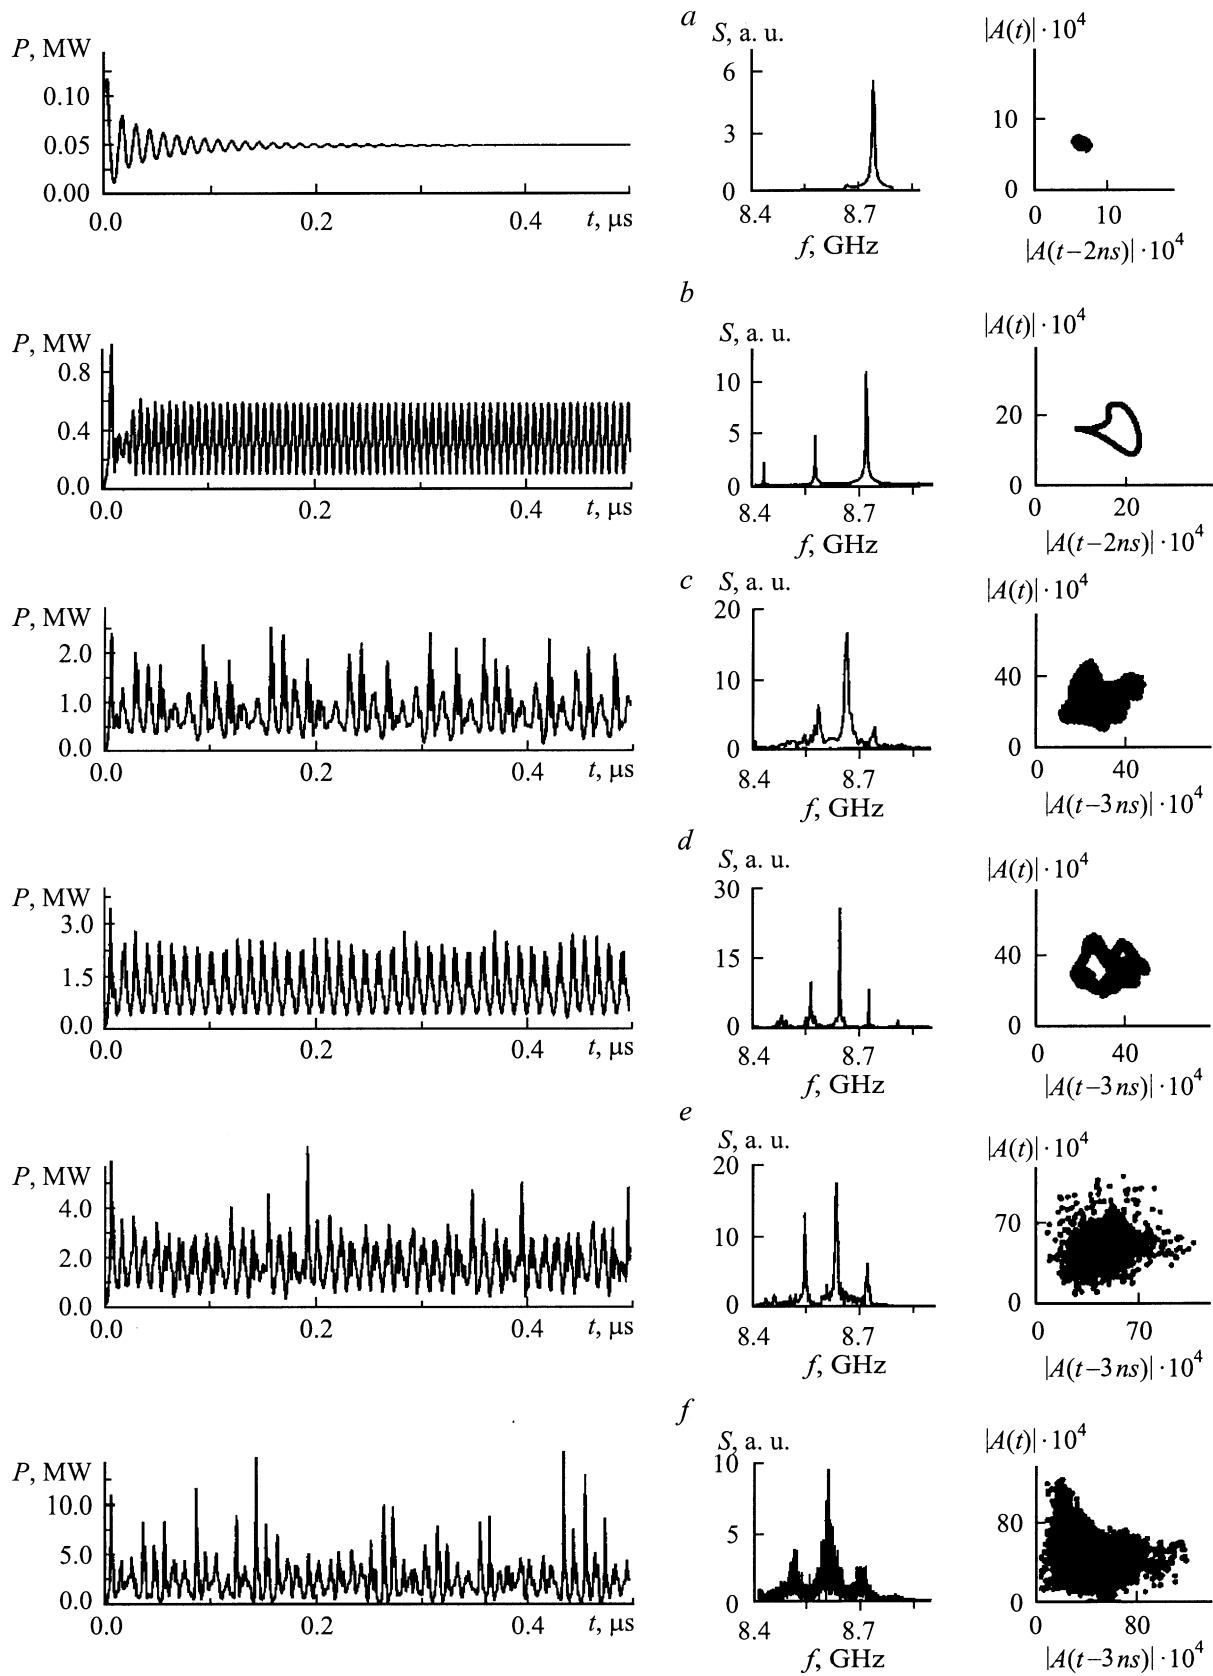 a
P, MW
0.10
0.05
0.00
0.0 0.2 0.4 t, μs
S, a. u.
6
3
0
8.4 8.7
f, GHz
|A(t)| · 10⁴
10
0
0 10
|A(t−2ns)| · 10⁴
b
P, MW
0.8
0.4
0.0
0.0 0.2 0.4 t, μs
S, a. u.
10
5
0
8.4 8.7
f, GHz
|A(t)| · 10⁴
20
0
0 20
|A(t−2ns)| · 10⁴
c
P, MW
2.0
1.0
0.0
0.0 0.2 0.4 t, μs
S, a. u.
20
10
0
8.4 8.7
f, GHz
|A(t)| · 10⁴
40
0
0 40
|A(t−3ns)| · 10⁴
d
P, MW
3.0
1.5
0.0
0.0 0.2 0.4 t, μs
S, a. u.
30
15
0
8.4 8.7
f, GHz
|A(t)| · 10⁴
40
0
0 40
|A(t−3ns)| · 10⁴
e
P, MW
4.0
2.0
0.0
0.0 0.2 0.4 t, μs
S, a. u.
20
10
0
8.4 8.7
f, GHz
|A(t)| · 10⁴
70
0
0 70
|A(t−3ns)| · 10⁴
f
P, MW
10.0
5.0
0.0
0.0 0.2 0.4 t, μs
S, a. u.
10
5
0
8.4 8.7
f, GHz
|A(t)| · 10⁴
80
0
0 80
|A(t−3ns)| · 10⁴